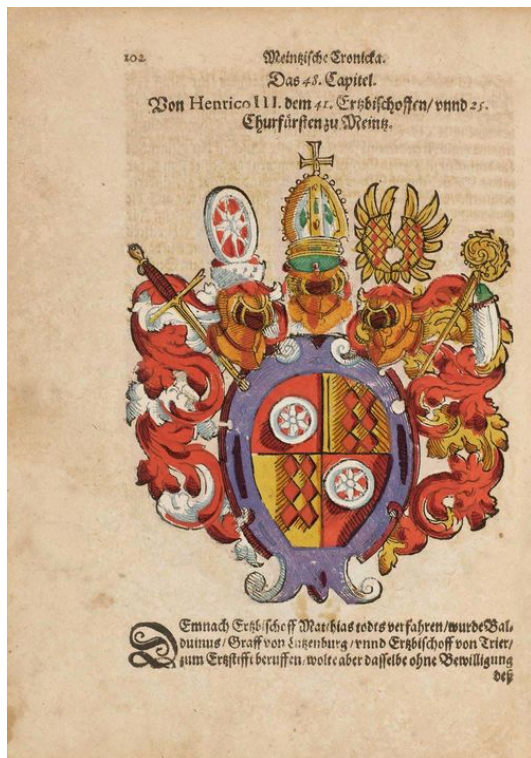 102
Meintzische Cronicka.
Das 48. Capitel.
Von Henrico III. dem 41. Ertzbischoffen/ vnnd 25.
Churfürsten zu Meintz.
DEmnach Ertzbischoff Matthias todts verfahren/ wurde Bal-
duinus/ Graff von Lutzenburg/ vnnd Ertzbischoff von Trier/
zum Ertzstifft beruffen/ wolte aber dasselbe ohne Bewilligung
deß